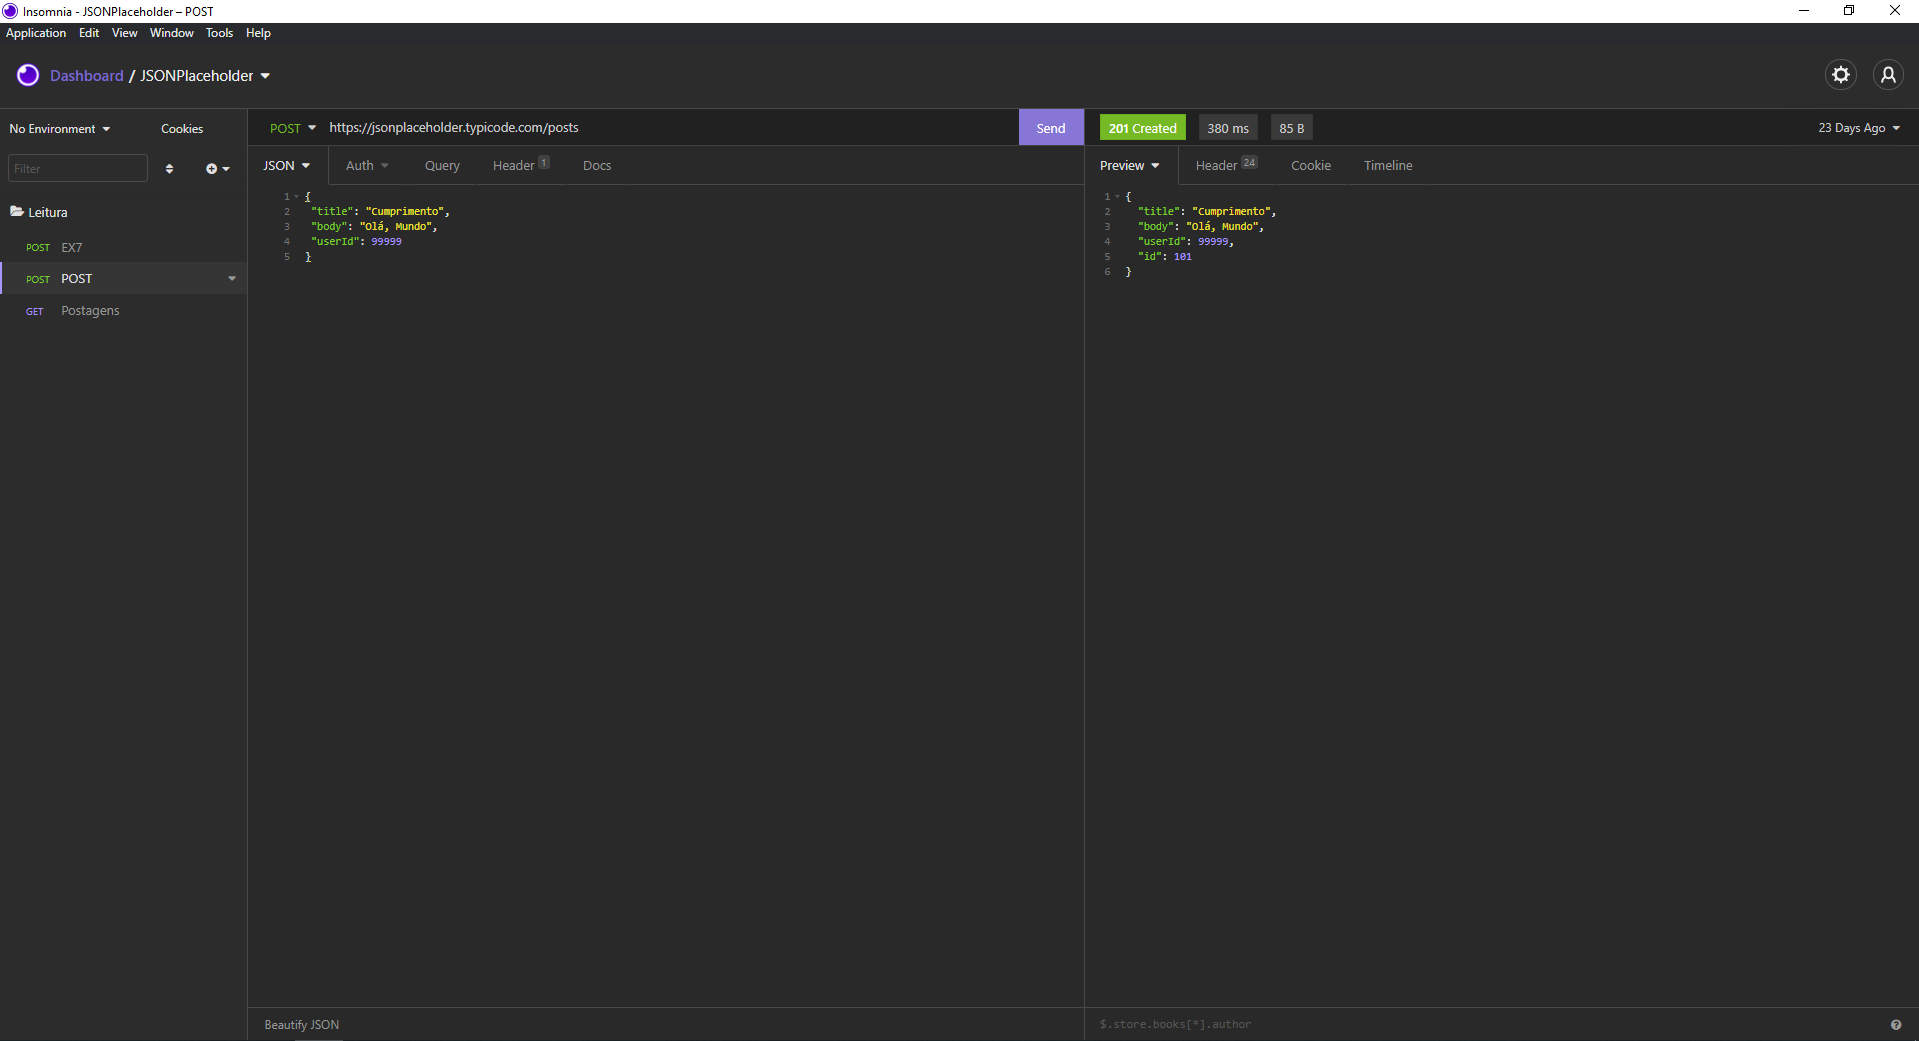 Insomnia - JSONPlaceholder – POST
Application Edit View Window Tools Help
Dashboard / JSONPlaceholder
No Environment Cookies
Filter
Leitura
POST EX7
POST POST
GET Postagens
POST https://jsonplaceholder.typicode.com/posts Send
JSON Auth Query Header 1 Docs
1 {
2 "title": "Cumprimento",
3 "body": "Olá, Mundo",
4 "userId": 99999
5 }
Beautify JSON
201 Created 380 ms 85 B 23 Days Ago
Preview Header 24 Cookie Timeline
1 {
2 "title": "Cumprimento",
3 "body": "Olá, Mundo",
4 "userId": 99999,
5 "id": 101
6 }
$.store.books[*].author